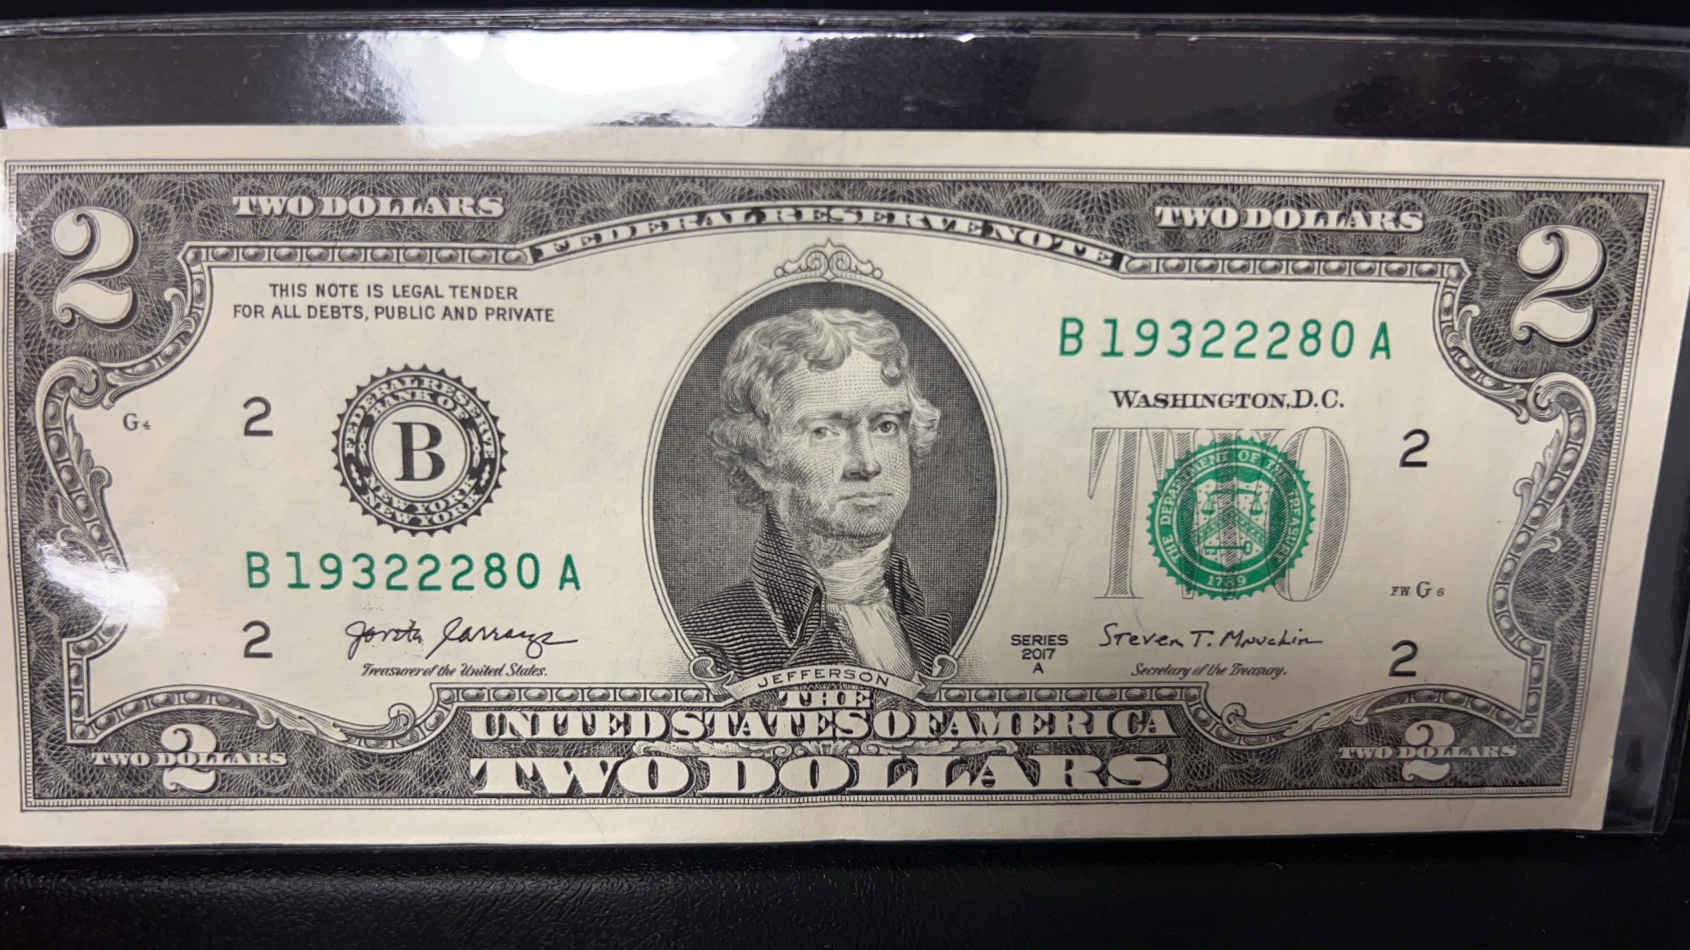 TWO DOLLARS
FEDERAL RESERVE NOTE
TWO DOLLARS
2
2
THIS NOTE IS LEGAL TENDER
FOR ALL DEBTS, PUBLIC AND PRIVATE
B 19322280 A
WASHINGTON, D.C.
G4
2
FEDERAL RESERVE
BANK OF
B
NEW YORK
NEW YORK
TWO
THE DEPARTMENT OF THE TREASURY
1789
2
B 19322280 A
FW G 6
2
Treasurer of the United States.
SERIES
2017
A
Steven T. Mnuchin
Secretary of the Treasury.
2
JEFFERSON
THE
UNITED STATES OF AMERICA
TWO DOLLARS
2
TWO DOLLARS
2
TWO DOLLARS